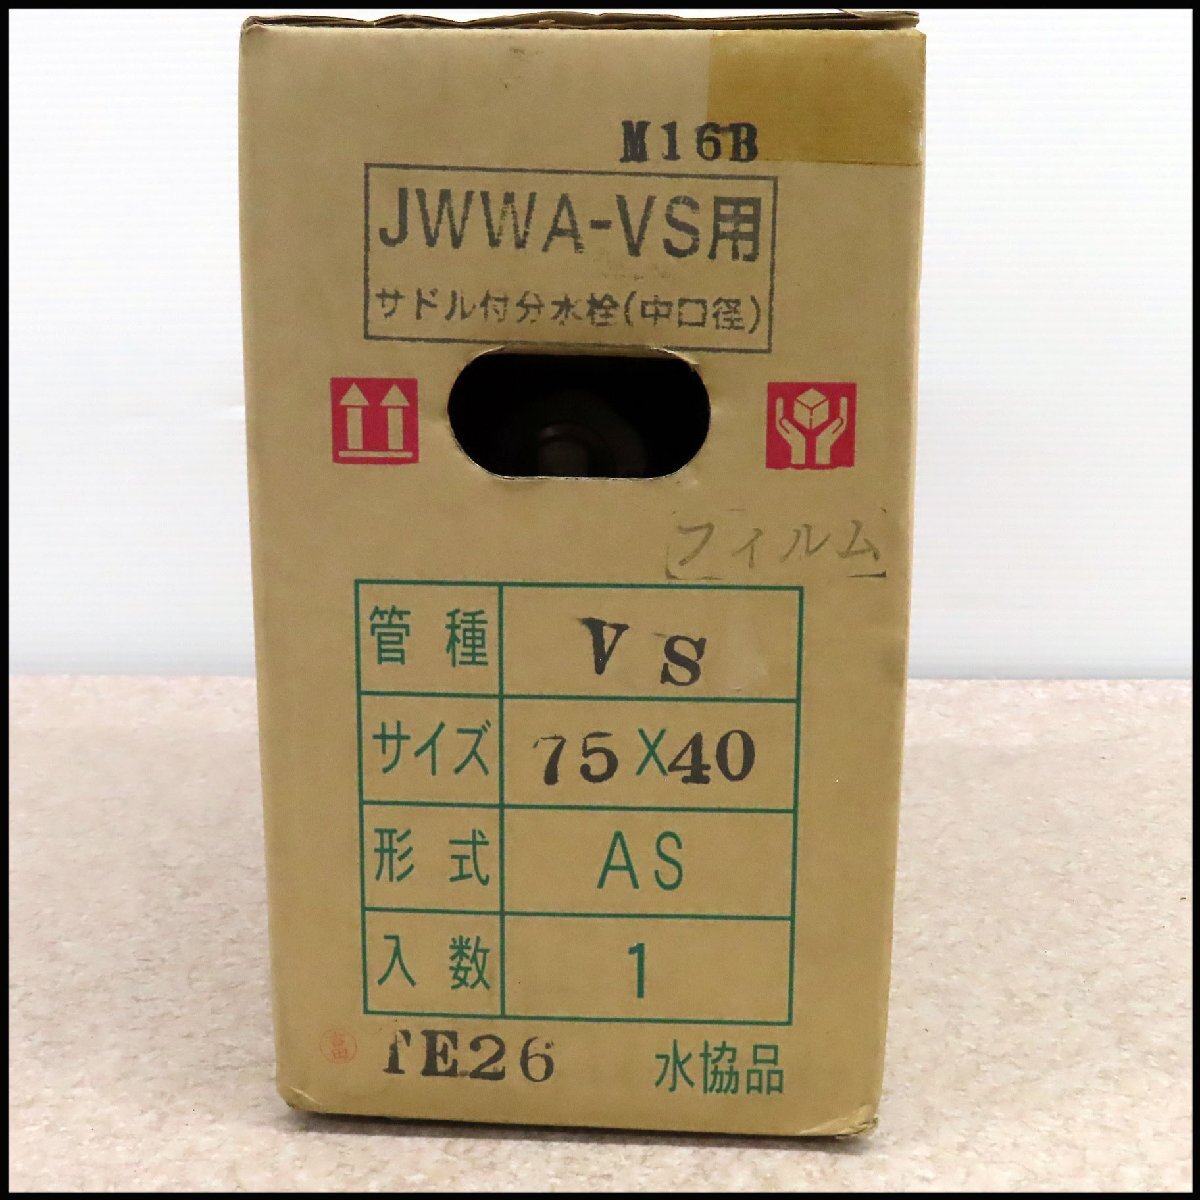 M16B
JWWA-VS用
サドル付分水栓(中口径)
フィルム
管種 VS
サイズ 75X40
形式 AS
入数 1
TE26 水協品